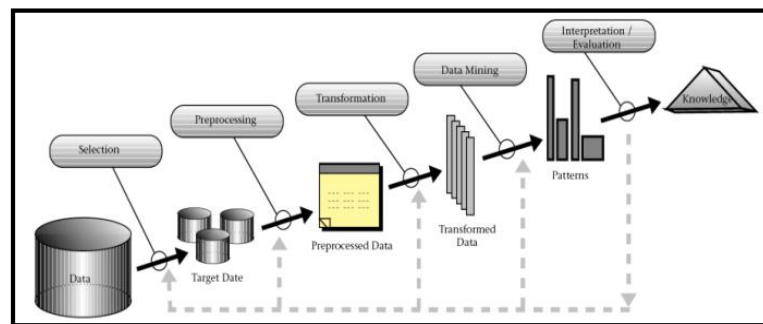 Interpretation /
Evaluation
Data Mining
Transformation
Preprocessing
Selection
Knowledge
Patterns
Transformed
Data
Preprocessed Data
Target Date
Data